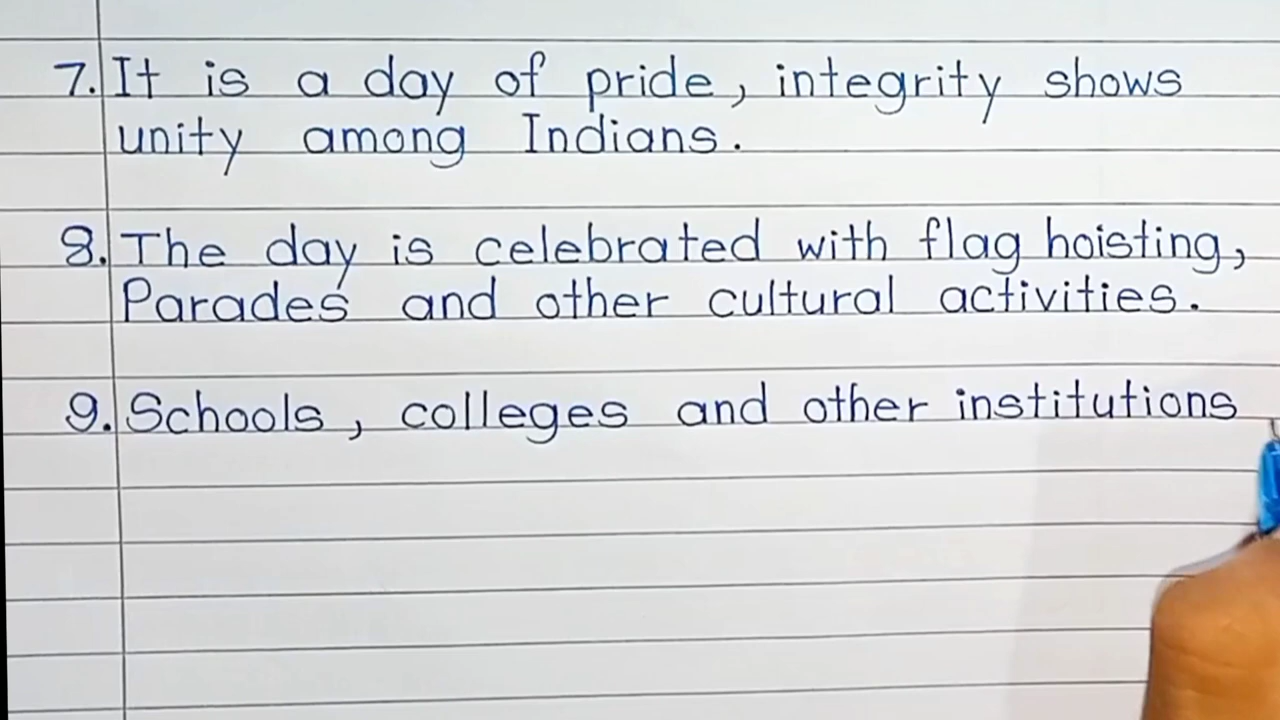 7. It is a day of pride, integrity shows
unity among Indians.
8. The day is celebrated with flag hoisting,
Parades and other cultural activities.
9. Schools, colleges and other institutions